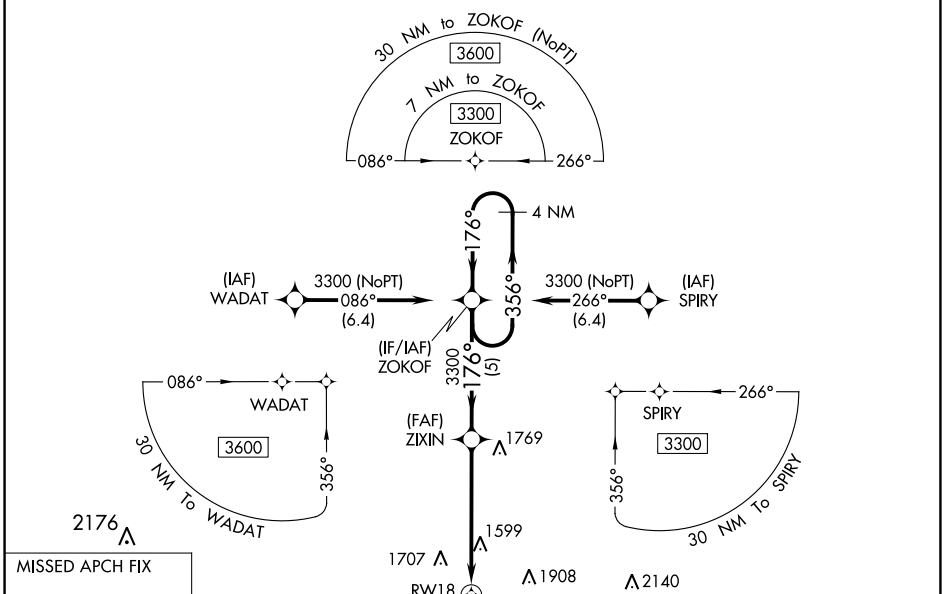 30 NM to ZOKOF (NoPT)
3600
7 NM to ZOKOF
3300
ZOKOF
086°
266°
4 NM
176°
356°
(IAF)
WADAT
3300 (NoPT)
086°
(6.4)
3300 (NoPT)
266°
(6.4)
(IAF)
SPIRY
(IF/IAF)
ZOKOF
3300
176°
(5)
086°
WADAT
3600
356°
30 NM To WADAT
266°
SPIRY
3300
356°
30 NM To SPIRY
(FAF)
ZIXIN
1769
2176
1599
1707
1908
2140
MISSED APCH FIX
RW18